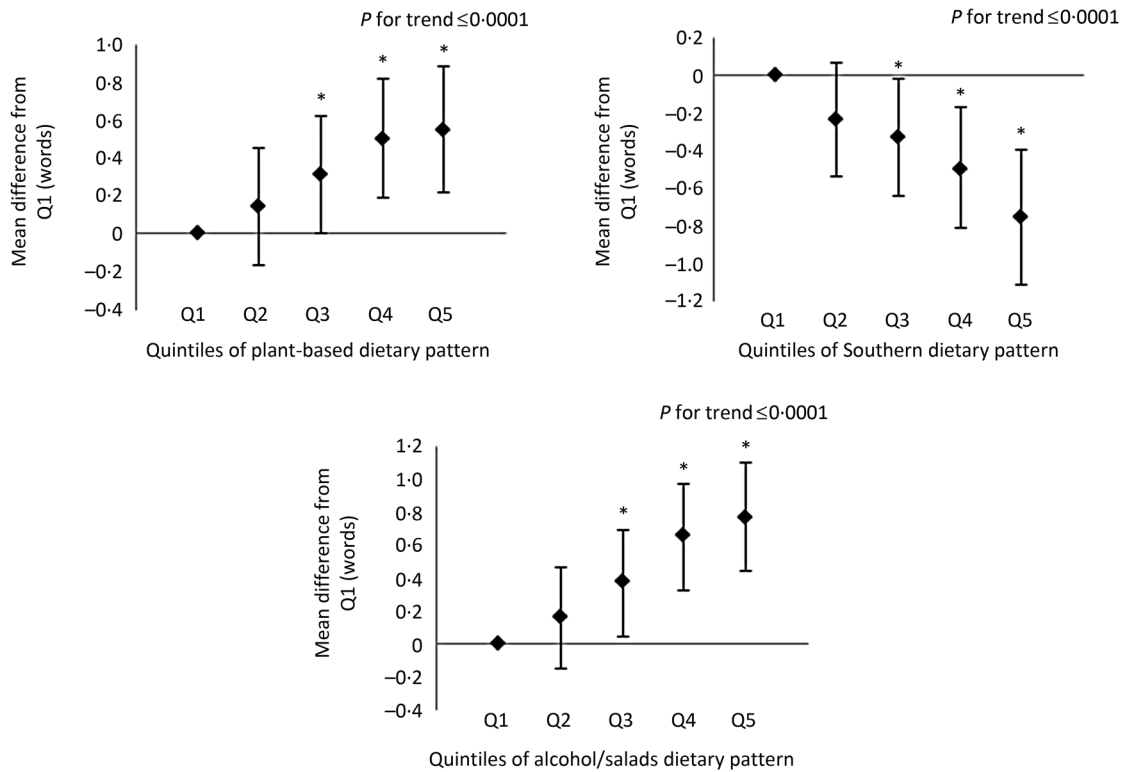 P for trend ≤0·0001
1·0
0·8
0·6
0·4
0·2
0
–0·2
–0·4
Mean difference from
Q1 (words)
*
*
*
Q1 Q2 Q3 Q4 Q5
Quintiles of plant-based dietary pattern
P for trend ≤0·0001
0·2
0
–0·2
–0·4
–0·6
–0·8
–1·0
–1·2
Mean difference from
Q1 (words)
*
*
*
Q1 Q2 Q3 Q4 Q5
Quintiles of Southern dietary pattern
P for trend ≤0·0001
1·2
1·0
0·8
0·6
0·4
0·2
0
–0·2
–0·4
Mean difference from
Q1 (words)
*
*
*
Q1 Q2 Q3 Q4 Q5
Quintiles of alcohol/salads dietary pattern